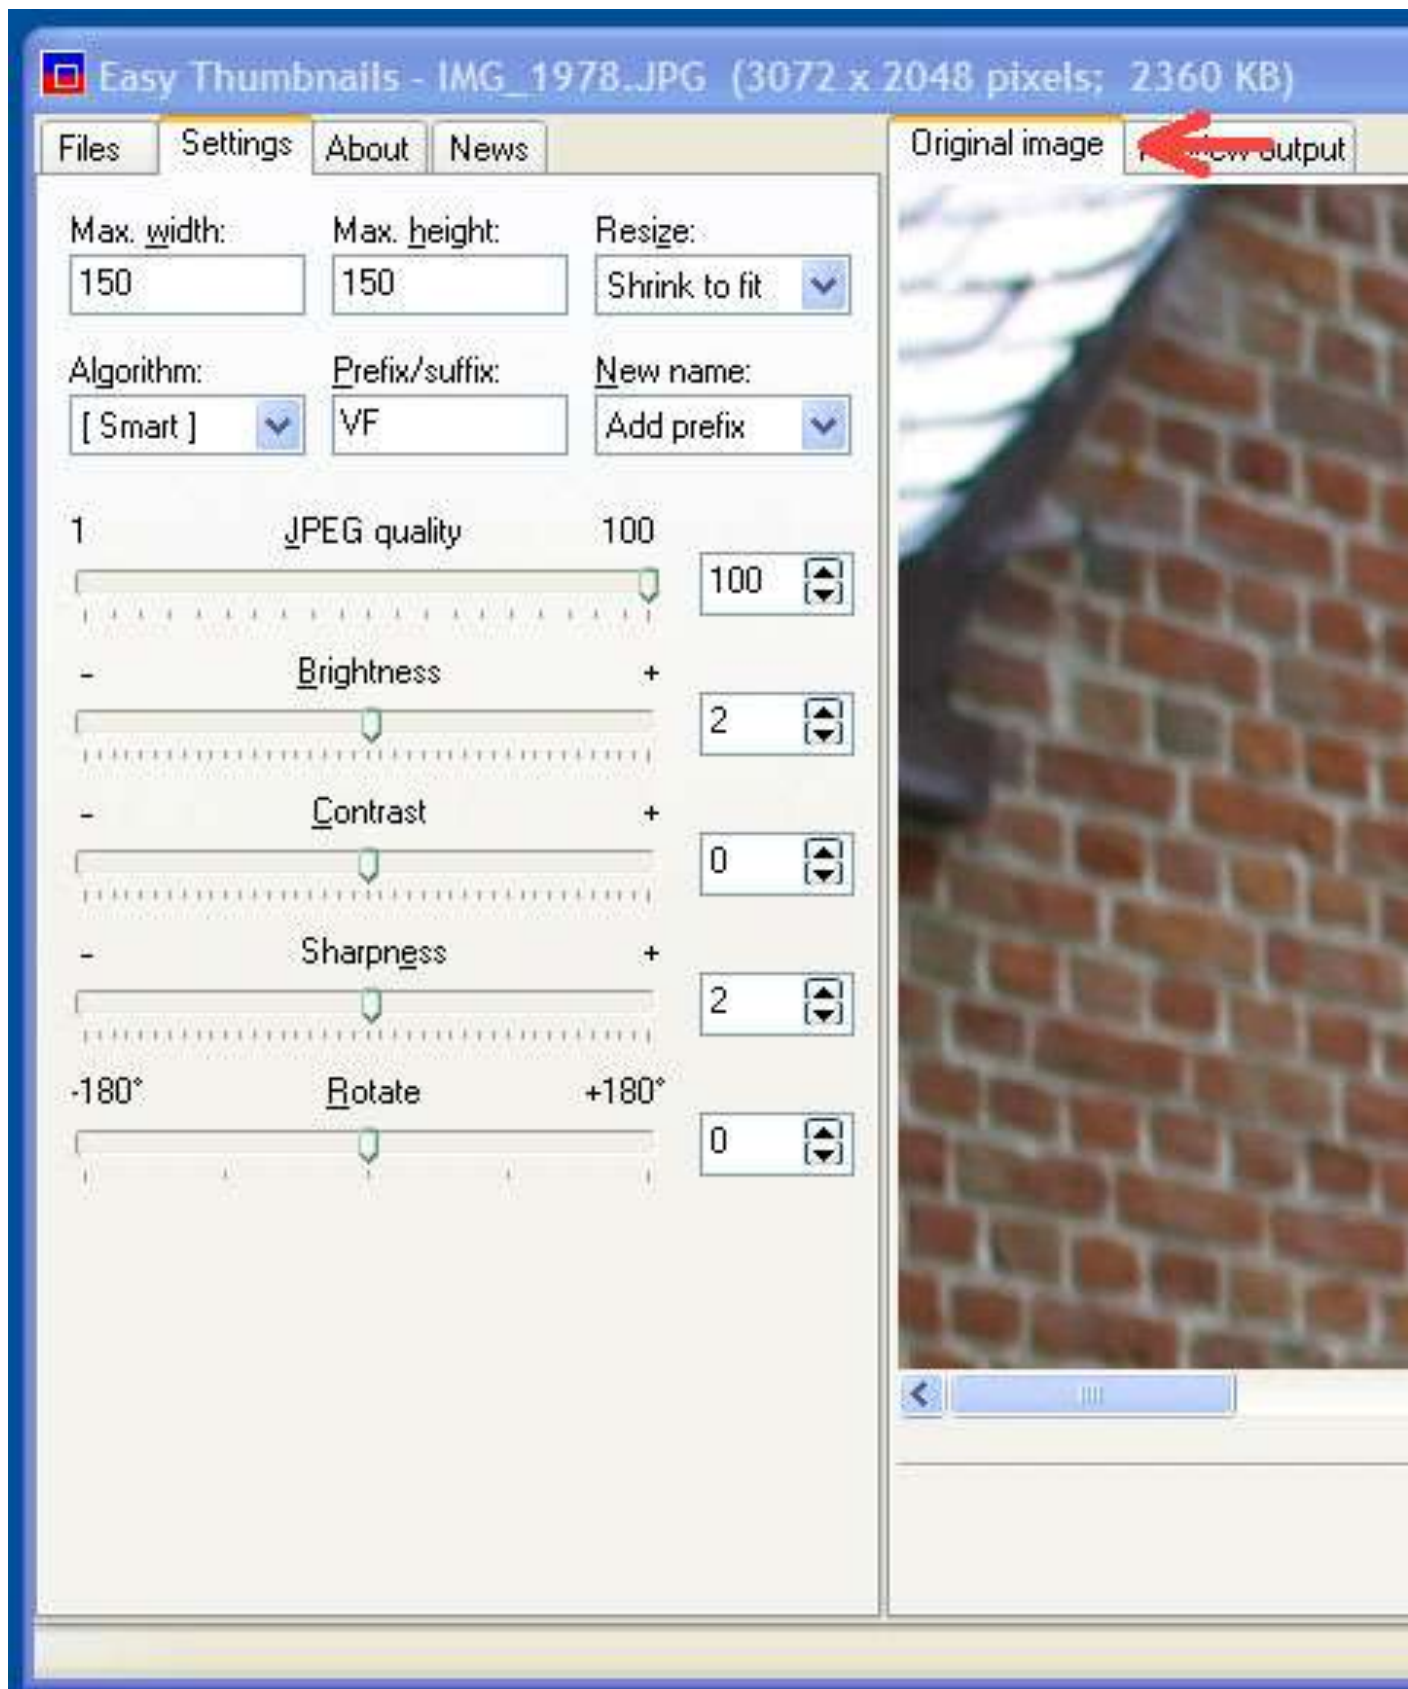 Easy Thumbnails - IMG_1978.JPG (3072 x 2048 pixels; 2360 KB)
Files Settings About News
Original image output
Max. width: Max. height: Resize:
150 150 Shrink to fit
Algorithm: Prefix/suffix: New name:
[ Smart ] VF Add prefix
1 JPEG quality 100
100
- Brightness +
2
- Contrast +
0
- Sharpness +
2
-180° Rotate +180°
0